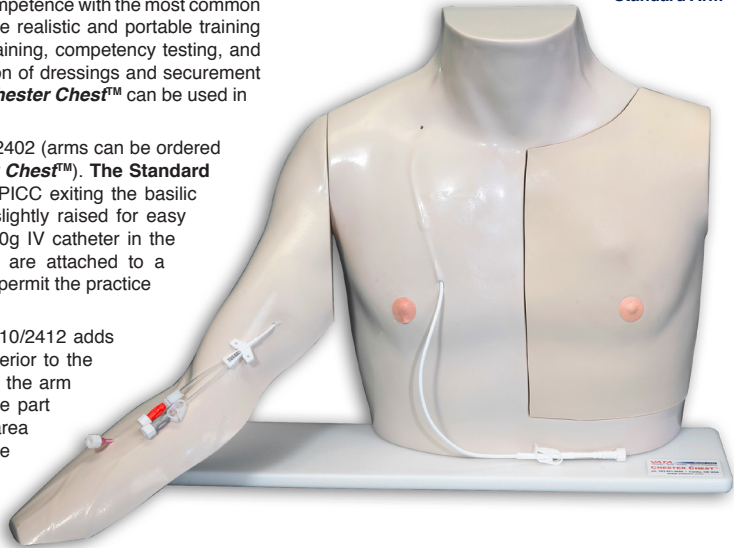 Standard Arm
mpetence with the most common
e realistic and portable training
aining, competency testing, and
on of dressings and securement
hester Chest™ can be used in
2402 (arms can be ordered
Chest™). The Standard
PICC exiting the basilic
slightly raised for easy
0g IV catheter in the
are attached to a
permit the practice
10/2412 adds
erior to the
the arm
e part
area
e
CHESTER CHEST™